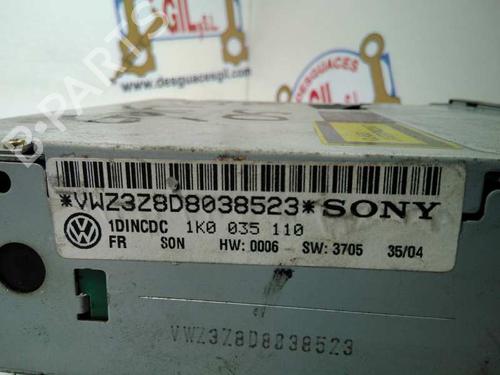 DESGUACES
GIL
www.desguacesgil.com
DESGUACES
GIL
B-PARTS
*VWZ3Z8D8038523* SONY
1DINCDC 1K0 035 110
FR SON HW: 0006 SW: 3705 35/04
VWZ3Z8D8038523